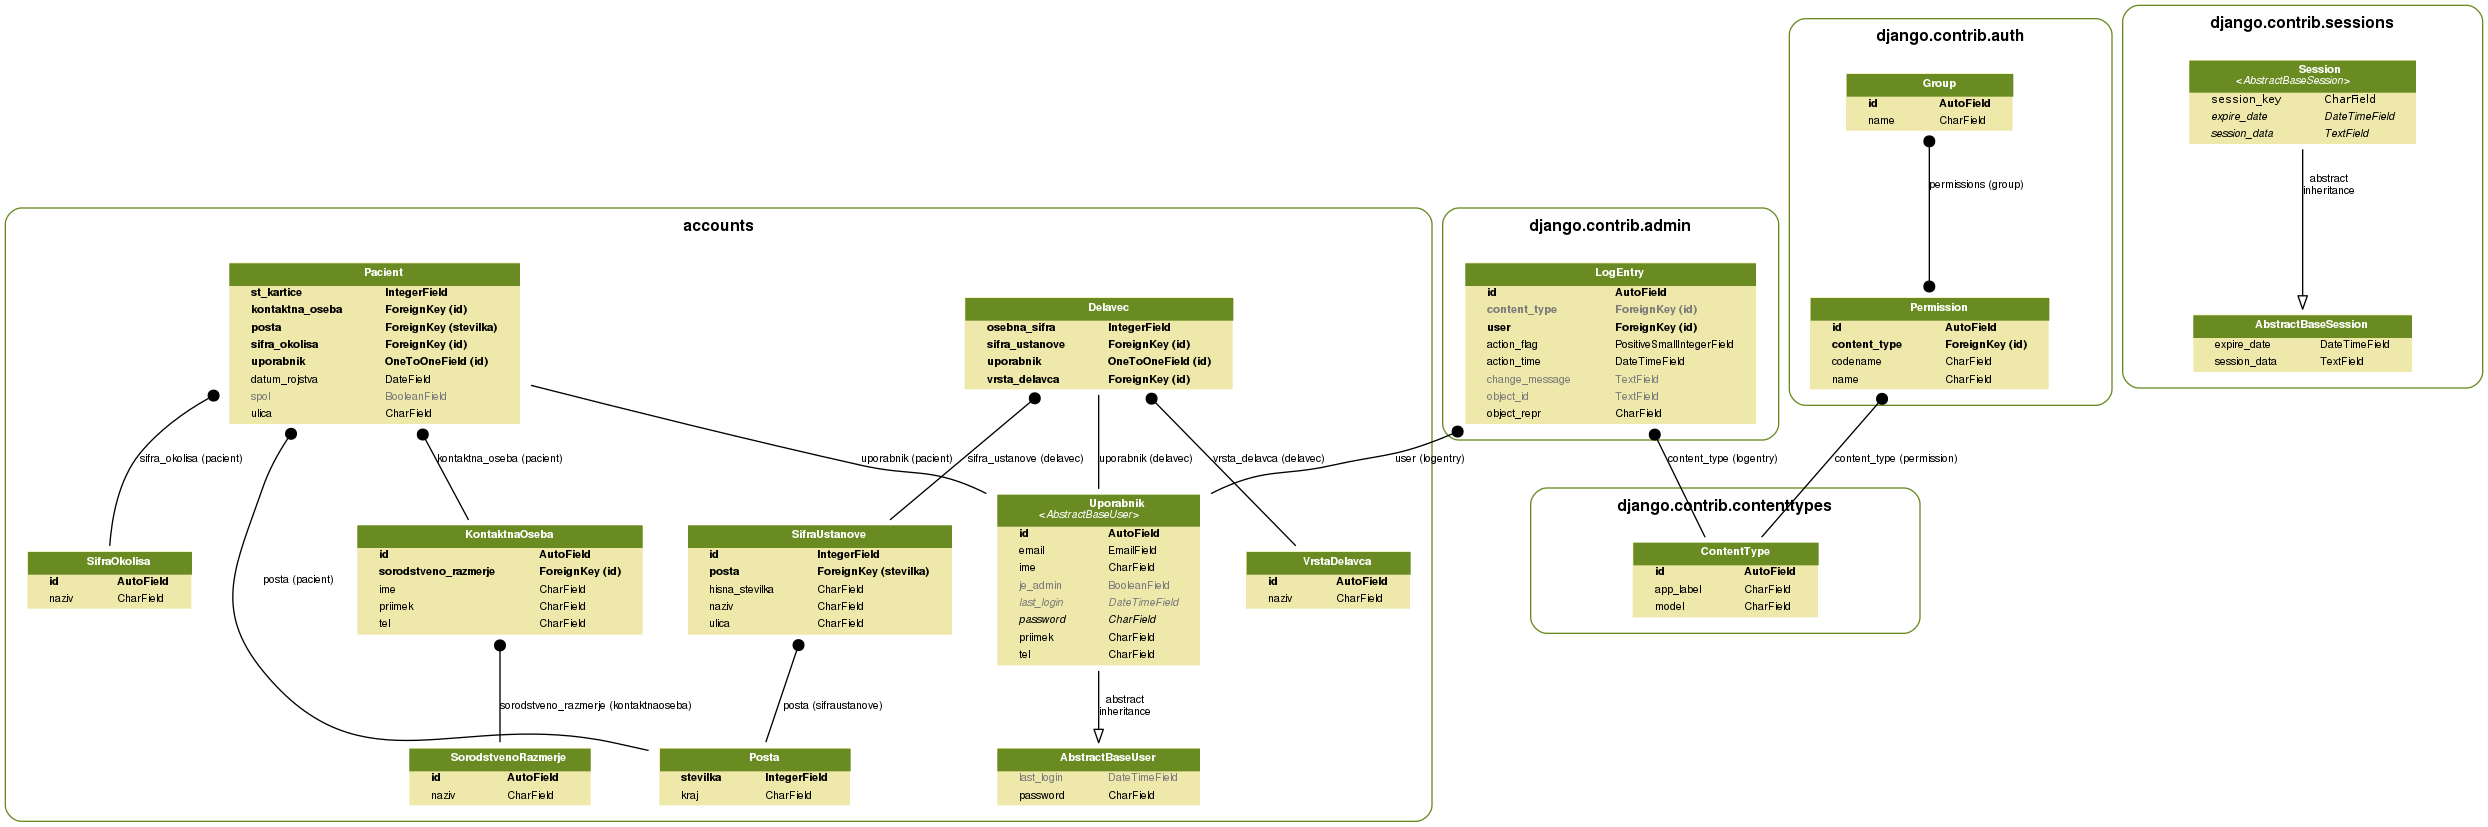 accounts
Pacient
st_kartice IntegerField
kontaktna_oseba ForeignKey (id)
posta ForeignKey (stevilka)
sifra_okolisa ForeignKey (id)
uporabnik OneToOneField (id)
datum_rojstva DateField
spol BooleanField
ulica CharField
Delavec
osebna_sifra IntegerField
sifra_ustanove ForeignKey (id)
uporabnik OneToOneField (id)
vrsta_delavca ForeignKey (id)
sifra_okolisa (pacient)
kontaktna_oseba (pacient)
uporabnik (pacient)
sifra_ustanove (delavec)
uporabnik (delavec)
vrsta_delavca (delavec)
user (logentry)
SifraOkolisa
id AutoField
naziv CharField
posta (pacient)
KontaktnaOseba
id AutoField
sorodstveno_razmerje ForeignKey (id)
ime CharField
priimek CharField
tel CharField
SifraUstanove
id IntegerField
posta ForeignKey (stevilka)
hisna_stevilka CharField
naziv CharField
ulica CharField
Uporabnik
<AbstractBaseUser>
id AutoField
email EmailField
ime CharField
je_admin BooleanField
last_login DateTimeField
password CharField
priimek CharField
tel CharField
VrstaDelavca
id AutoField
naziv CharField
sorodstveno_razmerje (kontaktnaoseba)
posta (sifraustanove)
abstract
inheritance
SorodstvenoRazmerje
id AutoField
naziv CharField
Posta
stevilka IntegerField
kraj CharField
AbstractBaseUser
last_login DateTimeField
password CharField
django.contrib.admin
LogEntry
id AutoField
content_type ForeignKey (id)
user ForeignKey (id)
action_flag PositiveSmallIntegerField
action_time DateTimeField
change_message TextField
object_id TextField
object_repr CharField
content_type (logentry)
content_type (permission)
django.contrib.auth
Group
id AutoField
name CharField
permissions (group)
Permission
id AutoField
content_type ForeignKey (id)
codename CharField
name CharField
django.contrib.contenttypes
ContentType
id AutoField
app_label CharField
model CharField
django.contrib.sessions
Session
<AbstractBaseSession>
session_key CharField
expire_date DateTimeField
session_data TextField
abstract
inheritance
AbstractBaseSession
expire_date DateTimeField
session_data TextField